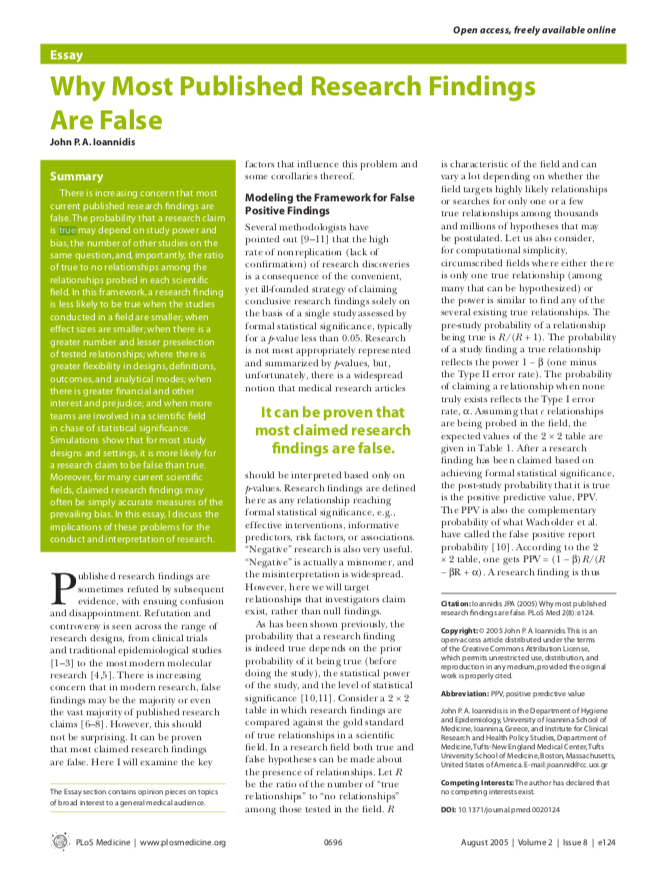 Open access, freely available online
Essay
Why Most Published Research Findings
Are False
John P. A. Ioannidis
Summary
There is increasing concern that most
current published research findings are
false. The probability that a research claim
is true may depend on study power and
bias, the number of other studies on the
same question, and, importantly, the ratio
of true to no relationships among the
relationships probed in each scientific
field. In this framework, a research finding
is less likely to be true when the studies
conducted in a field are smaller; when
effect sizes are smaller; when there is a
greater number and lesser preselection
of tested relationships; where there is
greater flexibility in designs, definitions,
outcomes, and analytical modes; when
there is greater financial and other
interest and prejudice; and when more
teams are involved in a scientific field
in chase of statistical significance.
Simulations show that for most study
designs and settings, it is more likely for
a research claim to be false than true.
Moreover, for many current scientific
fields, claimed research findings may
often be simply accurate measures of the
prevailing bias. In this essay, I discuss the
implications of these problems for the
conduct and interpretation of research.
Published research findings are
sometimes refuted by subsequent
evidence, with ensuing confusion
and disappointment. Refutation and
controversy is seen across the range of
research designs, from clinical trials
and traditional epidemiological studies
[1–3] to the most modern molecular
research [4,5]. There is increasing
concern that in modern research, false
findings may be the majority or even
the vast majority of published research
claims [6–8]. However, this should
not be surprising. It can be proven
that most claimed research findings
are false. Here I will examine the key
The Essay section contains opinion pieces on topics
of broad interest to a general medical audience.
factors that influence this problem and
some corollaries thereof.
Modeling the Framework for False
Positive Findings
Several methodologists have
pointed out [9–11] that the high
rate of nonreplication (lack of
confirmation) of research discoveries
is a consequence of the convenient,
yet ill-founded strategy of claiming
conclusive research findings solely on
the basis of a single study assessed by
formal statistical significance, typically
for a p-value less than 0.05. Research
is not most appropriately represented
and summarized by p-values, but,
unfortunately, there is a widespread
notion that medical research articles
It can be proven that
most claimed research
findings are false.
should be interpreted based only on
p-values. Research findings are defined
here as any relationship reaching
formal statistical significance, e.g.,
effective interventions, informative
predictors, risk factors, or associations.
“Negative” research is also very useful.
“Negative” is actually a misnomer, and
the misinterpretation is widespread.
However, here we will target
relationships that investigators claim
exist, rather than null findings.
As has been shown previously, the
probability that a research finding
is indeed true depends on the prior
probability of it being true (before
doing the study), the statistical power
of the study, and the level of statistical
significance [10,11]. Consider a 2 × 2
table in which research findings are
compared against the gold standard
of true relationships in a scientific
field. In a research field both true and
false hypotheses can be made about
the presence of relationships. Let R
be the ratio of the number of “true
relationships” to “no relationships”
among those tested in the field. R
is characteristic of the field and can
vary a lot depending on whether the
field targets highly likely relationships
or searches for only one or a few
true relationships among thousands
and millions of hypotheses that may
be postulated. Let us also consider,
for computational simplicity,
circumscribed fields where either there
is only one true relationship (among
many that can be hypothesized) or
the power is similar to find any of the
several existing true relationships. The
pre-study probability of a relationship
being true is R/(R + 1). The probability
of a study finding a true relationship
reflects the power 1 − β (one minus
the Type II error rate). The probability
of claiming a relationship when none
truly exists reflects the Type I error
rate, α. Assuming that c relationships
are being probed in the field, the
expected values of the 2 × 2 table are
given in Table 1. After a research
finding has been claimed based on
achieving formal statistical significance,
the post-study probability that it is true
is the positive predictive value, PPV.
The PPV is also the complementary
probability of what Wacholder et al.
have called the false positive report
probability [10]. According to the 2
× 2 table, one gets PPV = (1 − β)R/(R
− βR + α). A research finding is thus
Citation: Ioannidis JPA (2005) Why most published
research findings are false. PLoS Med 2(8): e124.
Copyright: © 2005 John P. A. Ioannidis. This is an
open-access article distributed under the terms
of the Creative Commons Attribution License,
which permits unrestricted use, distribution, and
reproduction in any medium, provided the original
work is properly cited.
Abbreviation: PPV, positive predictive value
John P. A. Ioannidis is in the Department of Hygiene
and Epidemiology, University of Ioannina School of
Medicine, Ioannina, Greece, and Institute for Clinical
Research and Health Policy Studies, Department of
Medicine, Tufts-New England Medical Center, Tufts
University School of Medicine, Boston, Massachusetts,
United States of America. E-mail: jioannid@cc.uoi.gr
Competing Interests: The author has declared that
no competing interests exist.
DOI: 10.1371/journal.pmed.0020124
PLoS Medicine | www.plosmedicine.org
0696
August 2005 | Volume 2 | Issue 8 | e124